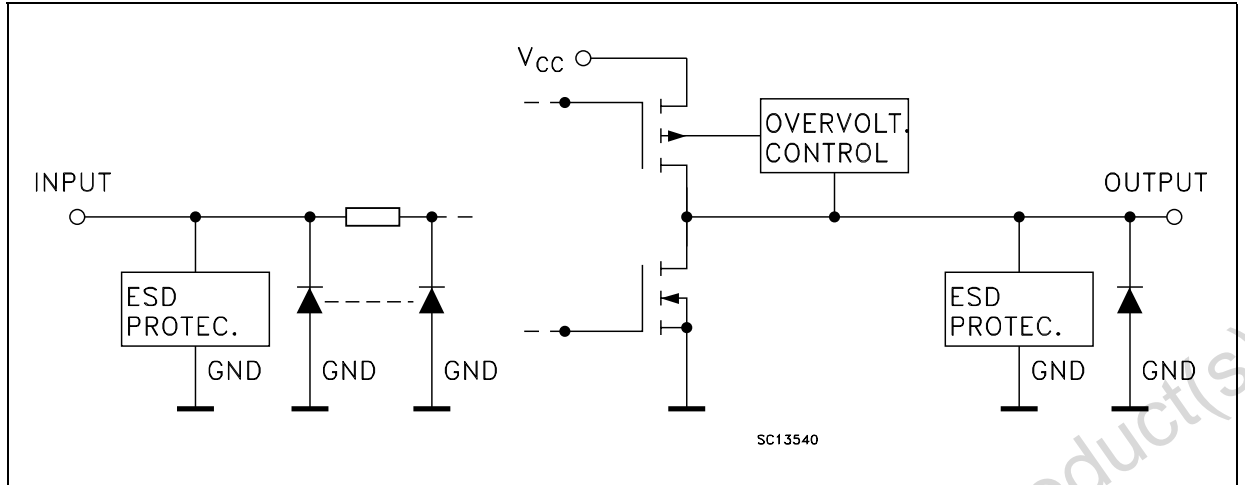 VCC
OVERVOLT.
CONTROL
INPUT
OUTPUT
ESD
PROTEC.
ESD
PROTEC.
GND
GND
GND
GND
GND
SC13540